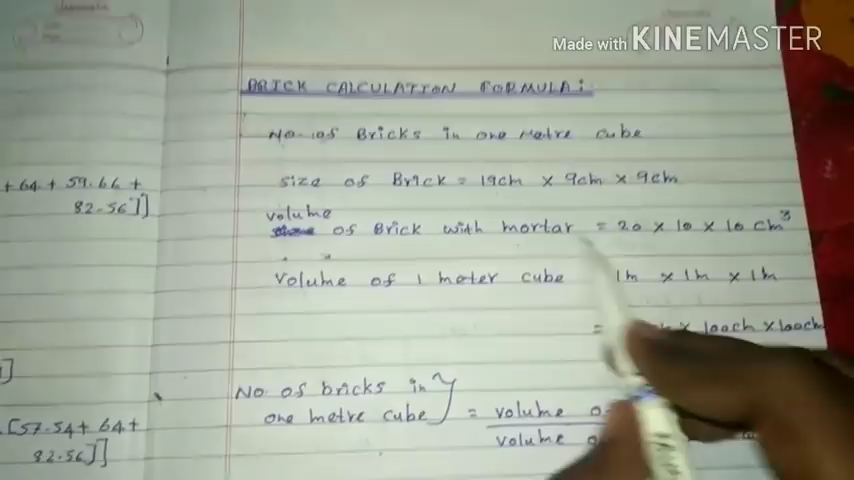 Made with KINEMASTER
BRICK CALCULATION FORMULA:
No. of Bricks in one metre cube
+ 64 + 59.66 +
82.56]]
size of Brick = 19cm × 9cm × 9cm
volume
of Brick with mortar = 20 × 10 × 10 cm³
volume of 1 meter cube 1m × 1m × 1m
= × 100cm × 100cm
]
No of bricks in
one metre cube } = volume
volume
[57.54 + 64 +
82.56]]